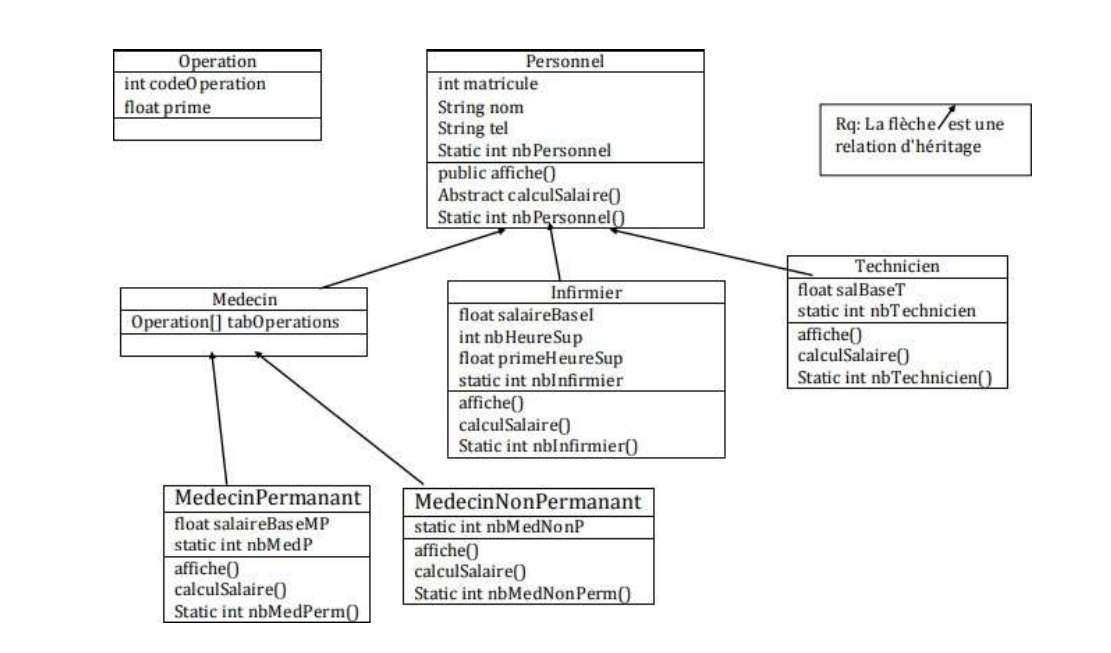 Operation
int codeOperation
float prime
Personnel
int matricule
String nom
String tel
Static int nbPersonnel
public affiche()
Abstract calculSalaire()
Static int nbPersonnel()
Rq: La flèche est une
relation d'héritage
Medecin
Operation[] tabOperations
Infirmier
float salaireBaseI
int nbHeureSup
float primeHeureSup
static int nbInfirmier
affiche()
calculSalaire()
Static int nbInfirmier()
Technicien
float salBaseT
static int nbTechnicien
affiche()
calculSalaire()
Static int nbTechnicien()
MedecinPermanant
float salaireBaseMP
static int nbMedP
affiche()
calculSalaire()
Static int nbMedPerm()
MedecinNonPermanant
static int nbMedNonP
affiche()
calculSalaire()
Static int nbMedNonPerm()